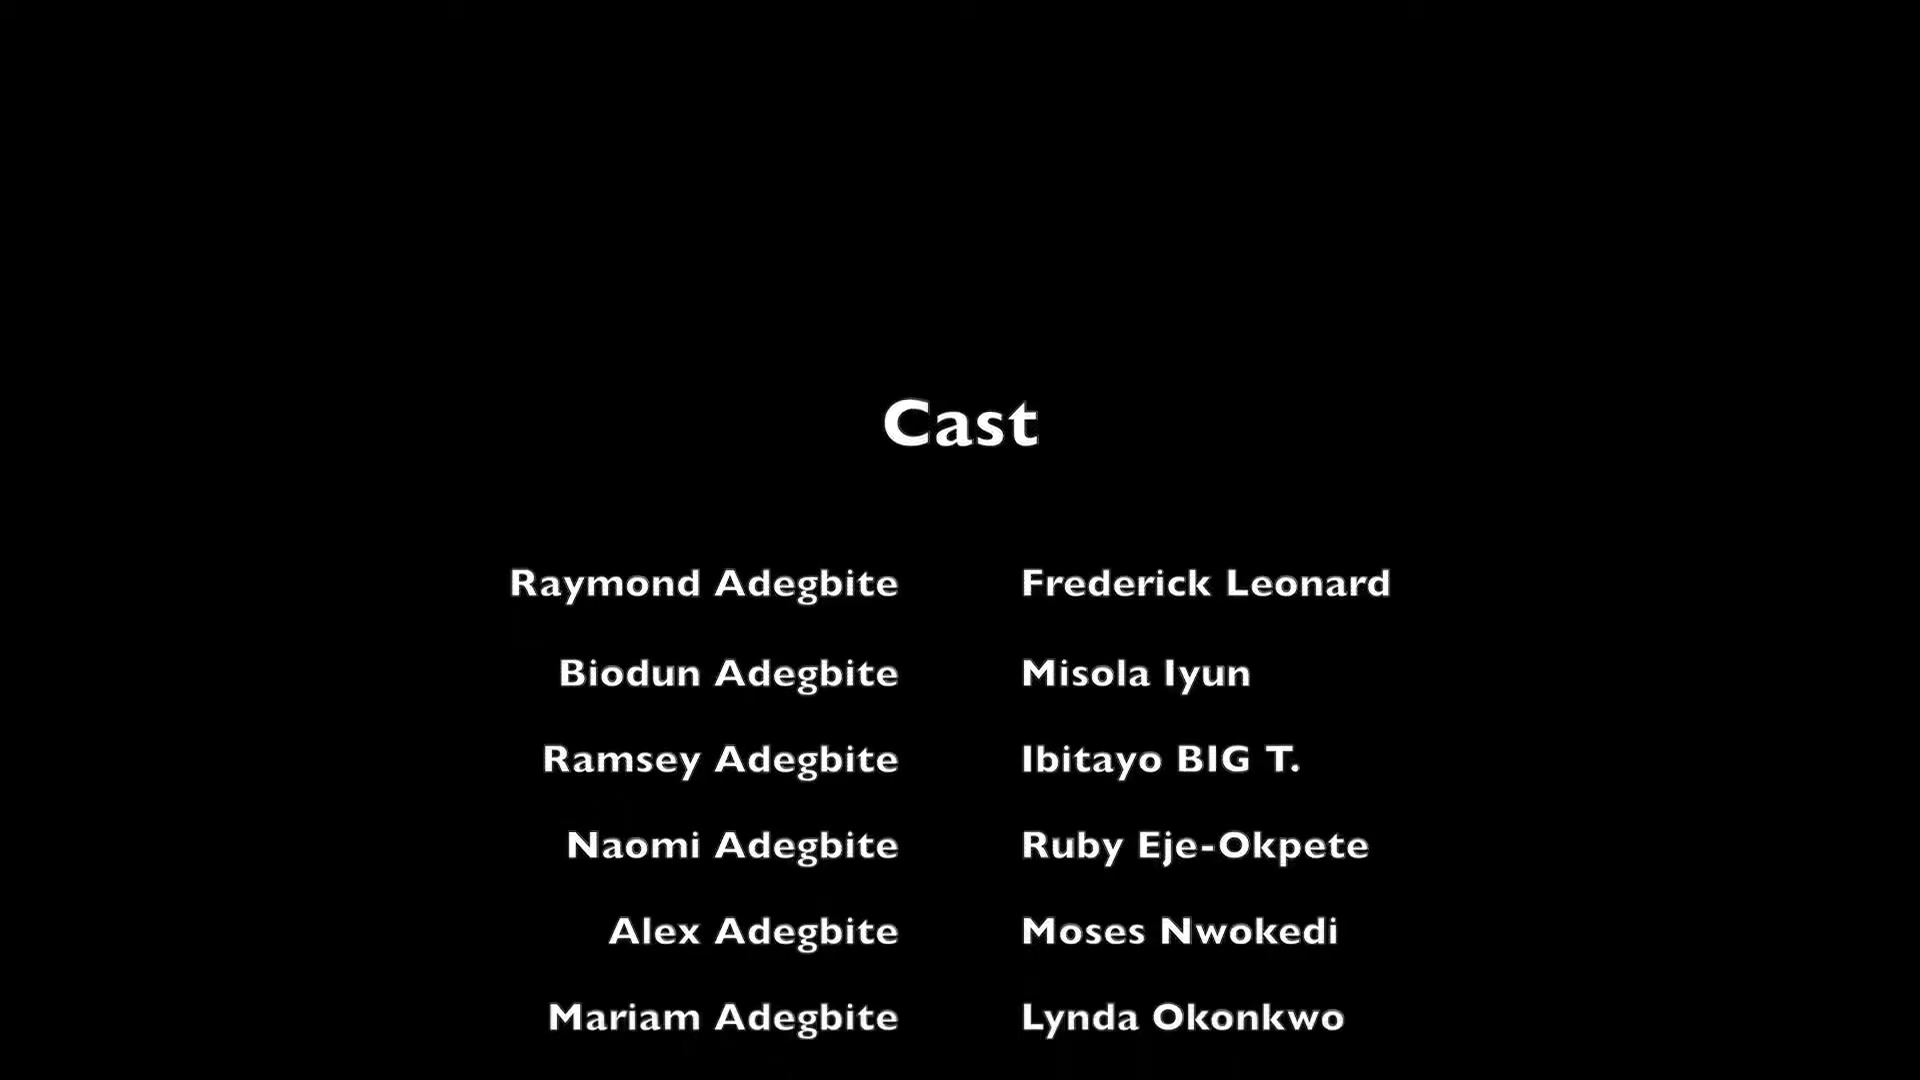 Cast
Raymond Adegbite Frederick Leonard
Biodun Adegbite Misola Iyun
Ramsey Adegbite Ibitayo BIG T.
Naomi Adegbite Ruby Eje-Okpete
Alex Adegbite Moses Nwokedi
Mariam Adegbite Lynda Okonkwo